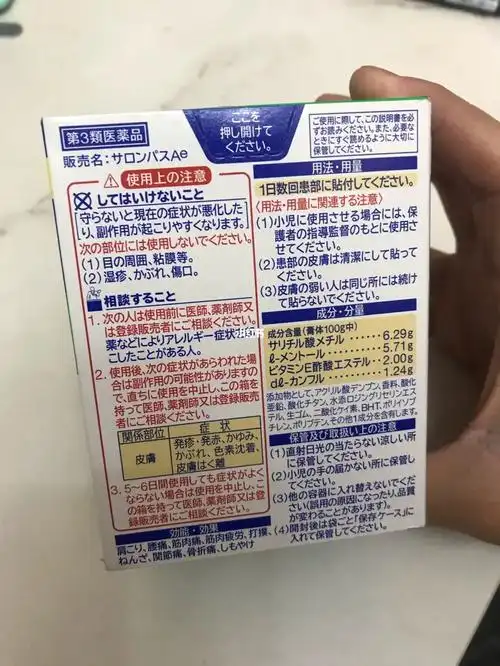 第3類医薬品
ここを
押し開けて
ください。
ご使用に際して、この説明書を必
ずお読みください。また、必要な
ときにすぐ読めるように大切に
保管してください。
販売名：サロンパスAe
使用上の注意
してはいけないこと
守らないと現在の症状が悪化した
り、副作用が起こりやすくなります。
次の部位には使用しないでください。
(1)目の周囲、粘膜等。
(2)湿疹、かぶれ、傷口。
相談すること
1.次の人は使用前に医師、薬剤師又
は登録販売者にご相談ください。
薬などによりアレルギー症状を
こしたことがある人。
2.使用後、次の症状があらわれた場
合は副作用の可能性がありますの
で、直ちに使用を中止し、この箱を
持って医師、薬剤師又は登録販売
者にご相談ください。
関係部位 症状
皮膚 発疹・発赤、かゆみ、
かぶれ、色素沈着、
皮膚はく離
3.5〜6日間使用しても症状がよく
ならない場合は使用を中止し、こ
の箱を持って医師、薬剤師又は登
録販売者にご相談ください。
効能・効果
肩こり、腰痛、筋肉痛、筋肉疲労、打撲、
ねんざ、関節痛、骨折痛、しもやけ
用法・用量
1日数回患部に貼付してください。
〈用法・用量に関連する注意〉
(1)小児に使用させる場合には、保
護者の指導監督のもとに使用さ
せてください。
(2)患部の皮膚は清潔にして貼って
ください。
(3)皮膚の弱い人は同じ所には続け
て貼らないでください。
成分・分量
成分含量(膏体100g中)
サリチル酸メチル……6.29g
ℓ-メントール……5.71g
ビタミンE酢酸エステル…2.00g
dℓ-カンフル……1.24g
添加物として、アクリル酸デンプン、香料、酸化
亜鉛、酸化チタン、水添ロジングリセリンエス
テル、生ゴム、二酸化ケイ素、BHT、ポリイソブ
チレン、ポリブテン、その他1成分を含有します。
保管及び取扱い上の注意
(1)直射日光の当たらない涼しい所
に保管してください。
(2)小児の手の届かない所に保管し
てください。
(3)他の容器に入れ替えないでくだ
さい(誤用の原因になったり、品質
が変わることがあります)。
(4)開封後は袋ごと「保存ケース」に
入れて保管してください。